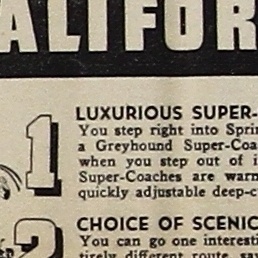 ALIFOR
1 LUXURIOUS SUPER-
You step right into Spri
a Greyhound Super-Coa
when you step out of i
Super-Coaches are warm
quickly adjustable deep-c
2 CHOICE OF SCENIC
You can go one interesti
tirely different route, sa